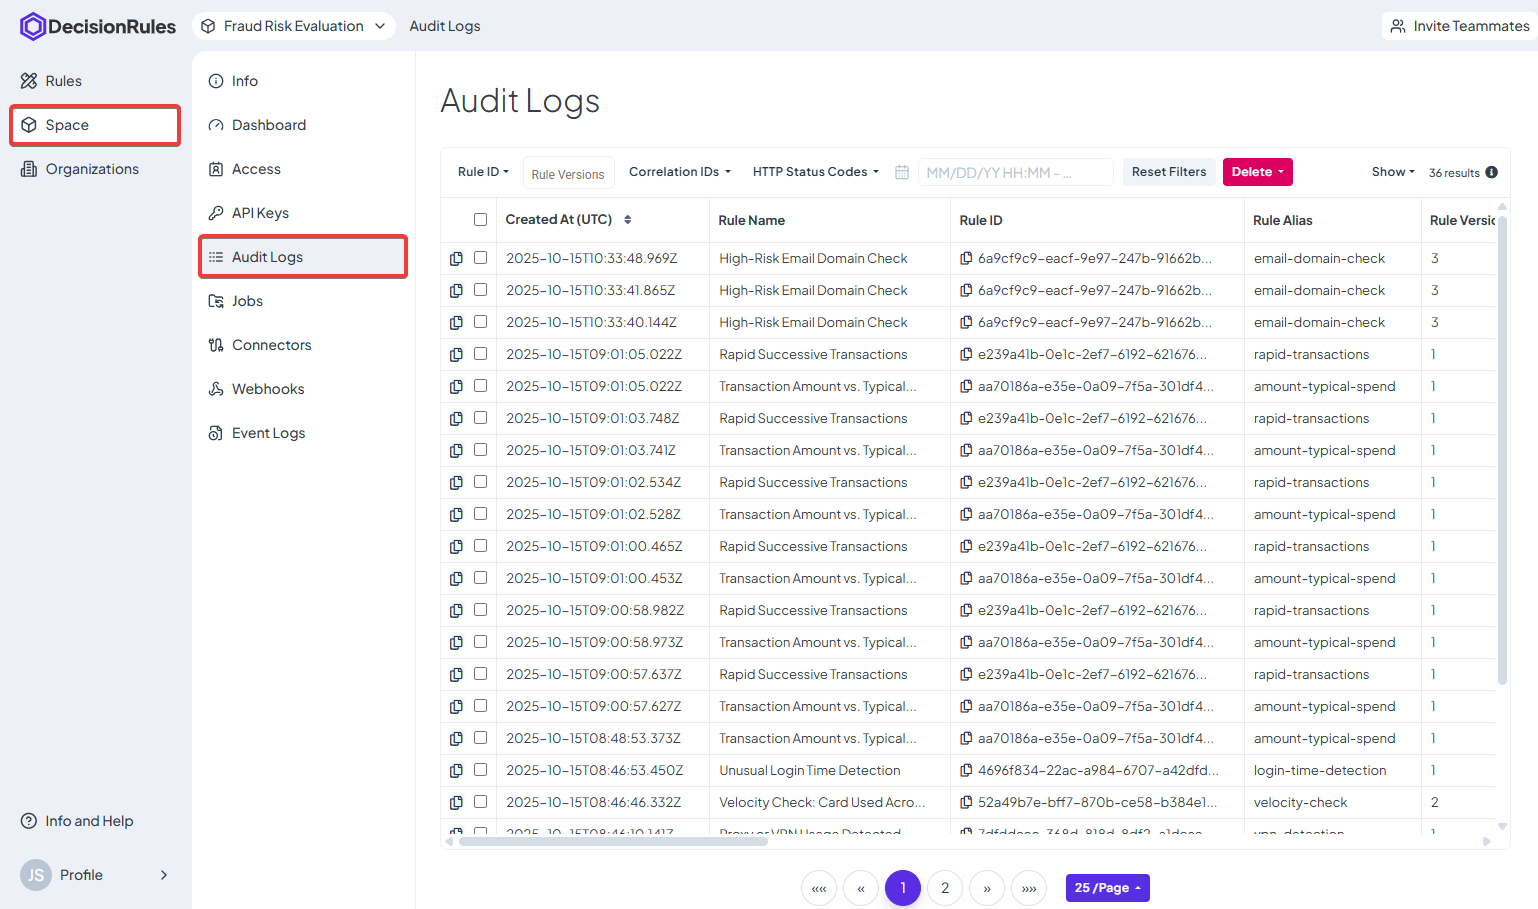 DecisionRules
Fraud Risk Evaluation
Audit Logs
Invite Teammates
Rules
Space
Organizations
Info
Dashboard
Access
API Keys
Audit Logs
Jobs
Connectors
Webhooks
Event Logs
Info and Help
JS Profile
Audit Logs
Rule ID Rule Versions Correlation IDs HTTP Status Codes MM/DD/YY HH:MM - ... Reset Filters Delete Show 36 results
Created At (UTC) Rule Name Rule ID Rule Alias Rule Versic
2025-10-15T10:33:48.969Z High-Risk Email Domain Check 6a9cf9c9-eacf-9e97-247b-91662b... email-domain-check 3
2025-10-15T10:33:41.865Z High-Risk Email Domain Check 6a9cf9c9-eacf-9e97-247b-91662b... email-domain-check 3
2025-10-15T10:33:40.144Z High-Risk Email Domain Check 6a9cf9c9-eacf-9e97-247b-91662b... email-domain-check 3
2025-10-15T09:01:05.022Z Rapid Successive Transactions e239a41b-0e1c-2ef7-6192-621676... rapid-transactions 1
2025-10-15T09:01:05.022Z Transaction Amount vs. Typical... aa70186a-e35e-0a09-7f5a-301df4... amount-typical-spend 1
2025-10-15T09:01:03.748Z Rapid Successive Transactions e239a41b-0e1c-2ef7-6192-621676... rapid-transactions 1
2025-10-15T09:01:03.741Z Transaction Amount vs. Typical... aa70186a-e35e-0a09-7f5a-301df4... amount-typical-spend 1
2025-10-15T09:01:02.534Z Rapid Successive Transactions e239a41b-0e1c-2ef7-6192-621676... rapid-transactions 1
2025-10-15T09:01:02.528Z Transaction Amount vs. Typical... aa70186a-e35e-0a09-7f5a-301df4... amount-typical-spend 1
2025-10-15T09:01:00.465Z Rapid Successive Transactions e239a41b-0e1c-2ef7-6192-621676... rapid-transactions 1
2025-10-15T09:01:00.453Z Transaction Amount vs. Typical... aa70186a-e35e-0a09-7f5a-301df4... amount-typical-spend 1
2025-10-15T09:00:58.982Z Rapid Successive Transactions e239a41b-0e1c-2ef7-6192-621676... rapid-transactions 1
2025-10-15T09:00:58.973Z Transaction Amount vs. Typical... aa70186a-e35e-0a09-7f5a-301df4... amount-typical-spend 1
2025-10-15T09:00:57.637Z Rapid Successive Transactions e239a41b-0e1c-2ef7-6192-621676... rapid-transactions 1
2025-10-15T09:00:57.627Z Transaction Amount vs. Typical... aa70186a-e35e-0a09-7f5a-301df4... amount-typical-spend 1
2025-10-15T08:48:53.373Z Transaction Amount vs. Typical... aa70186a-e35e-0a09-7f5a-301df4... amount-typical-spend 1
2025-10-15T08:46:53.450Z Unusual Login Time Detection 4696f834-22ac-a984-6707-a42dfd... login-time-detection 1
2025-10-15T08:46:46.332Z Velocity Check: Card Used Acro... 52a49b7e-bff7-870b-ce58-b384e1... velocity-check 2
2025-10-15T08:46:10.141Z Proxy or VPN Usage Detected vpn-detection 1
«« « 1 2 » »» 25 /Page